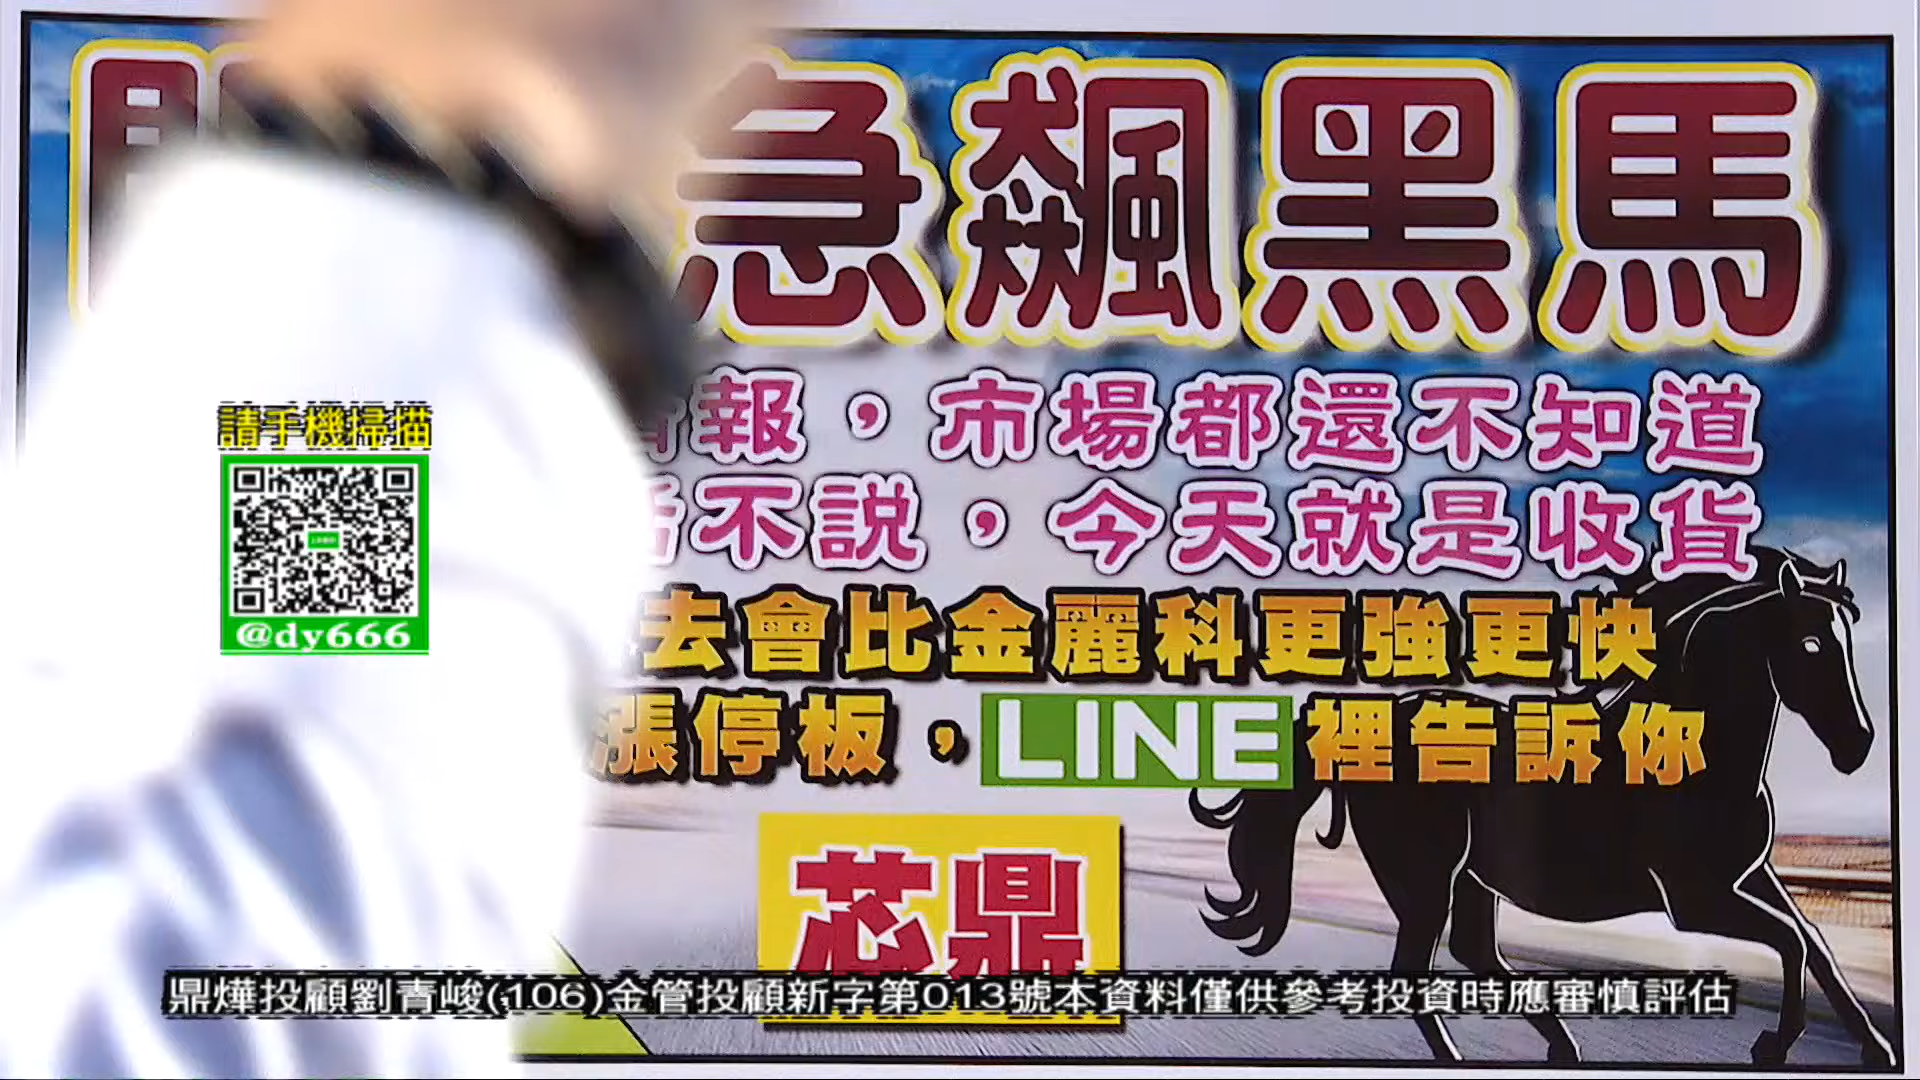 急飆黑馬
報，市場都還不知道
不說，今天就是收貨
去會比金麗科更強更快
漲停板，LINE裡告訴你
請手機掃描
@dy666
芯鼎
鼎燁投顧劉青峻(106)金管投顧新字第013號本資料僅供參考投資時應審慎評估